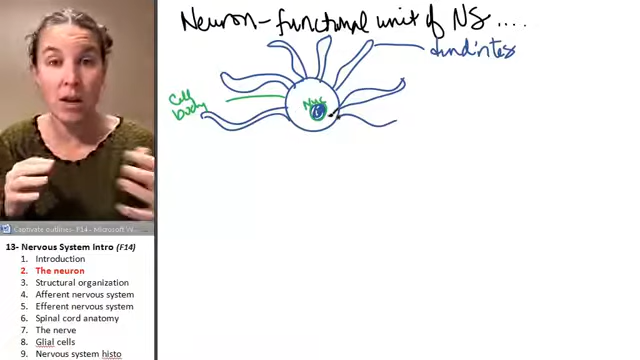 Neuron - functional unit of NS ....
dendrites
Cell
body
Nuc
Captivate outlines - F14
13- Nervous System Intro (F14)
1. Introduction
2. The neuron
3. Structural organization
4. Afferent nervous system
5. Efferent nervous system
6. Spinal cord anatomy
7. The nerve
8. Glial cells
9. Nervous system histo